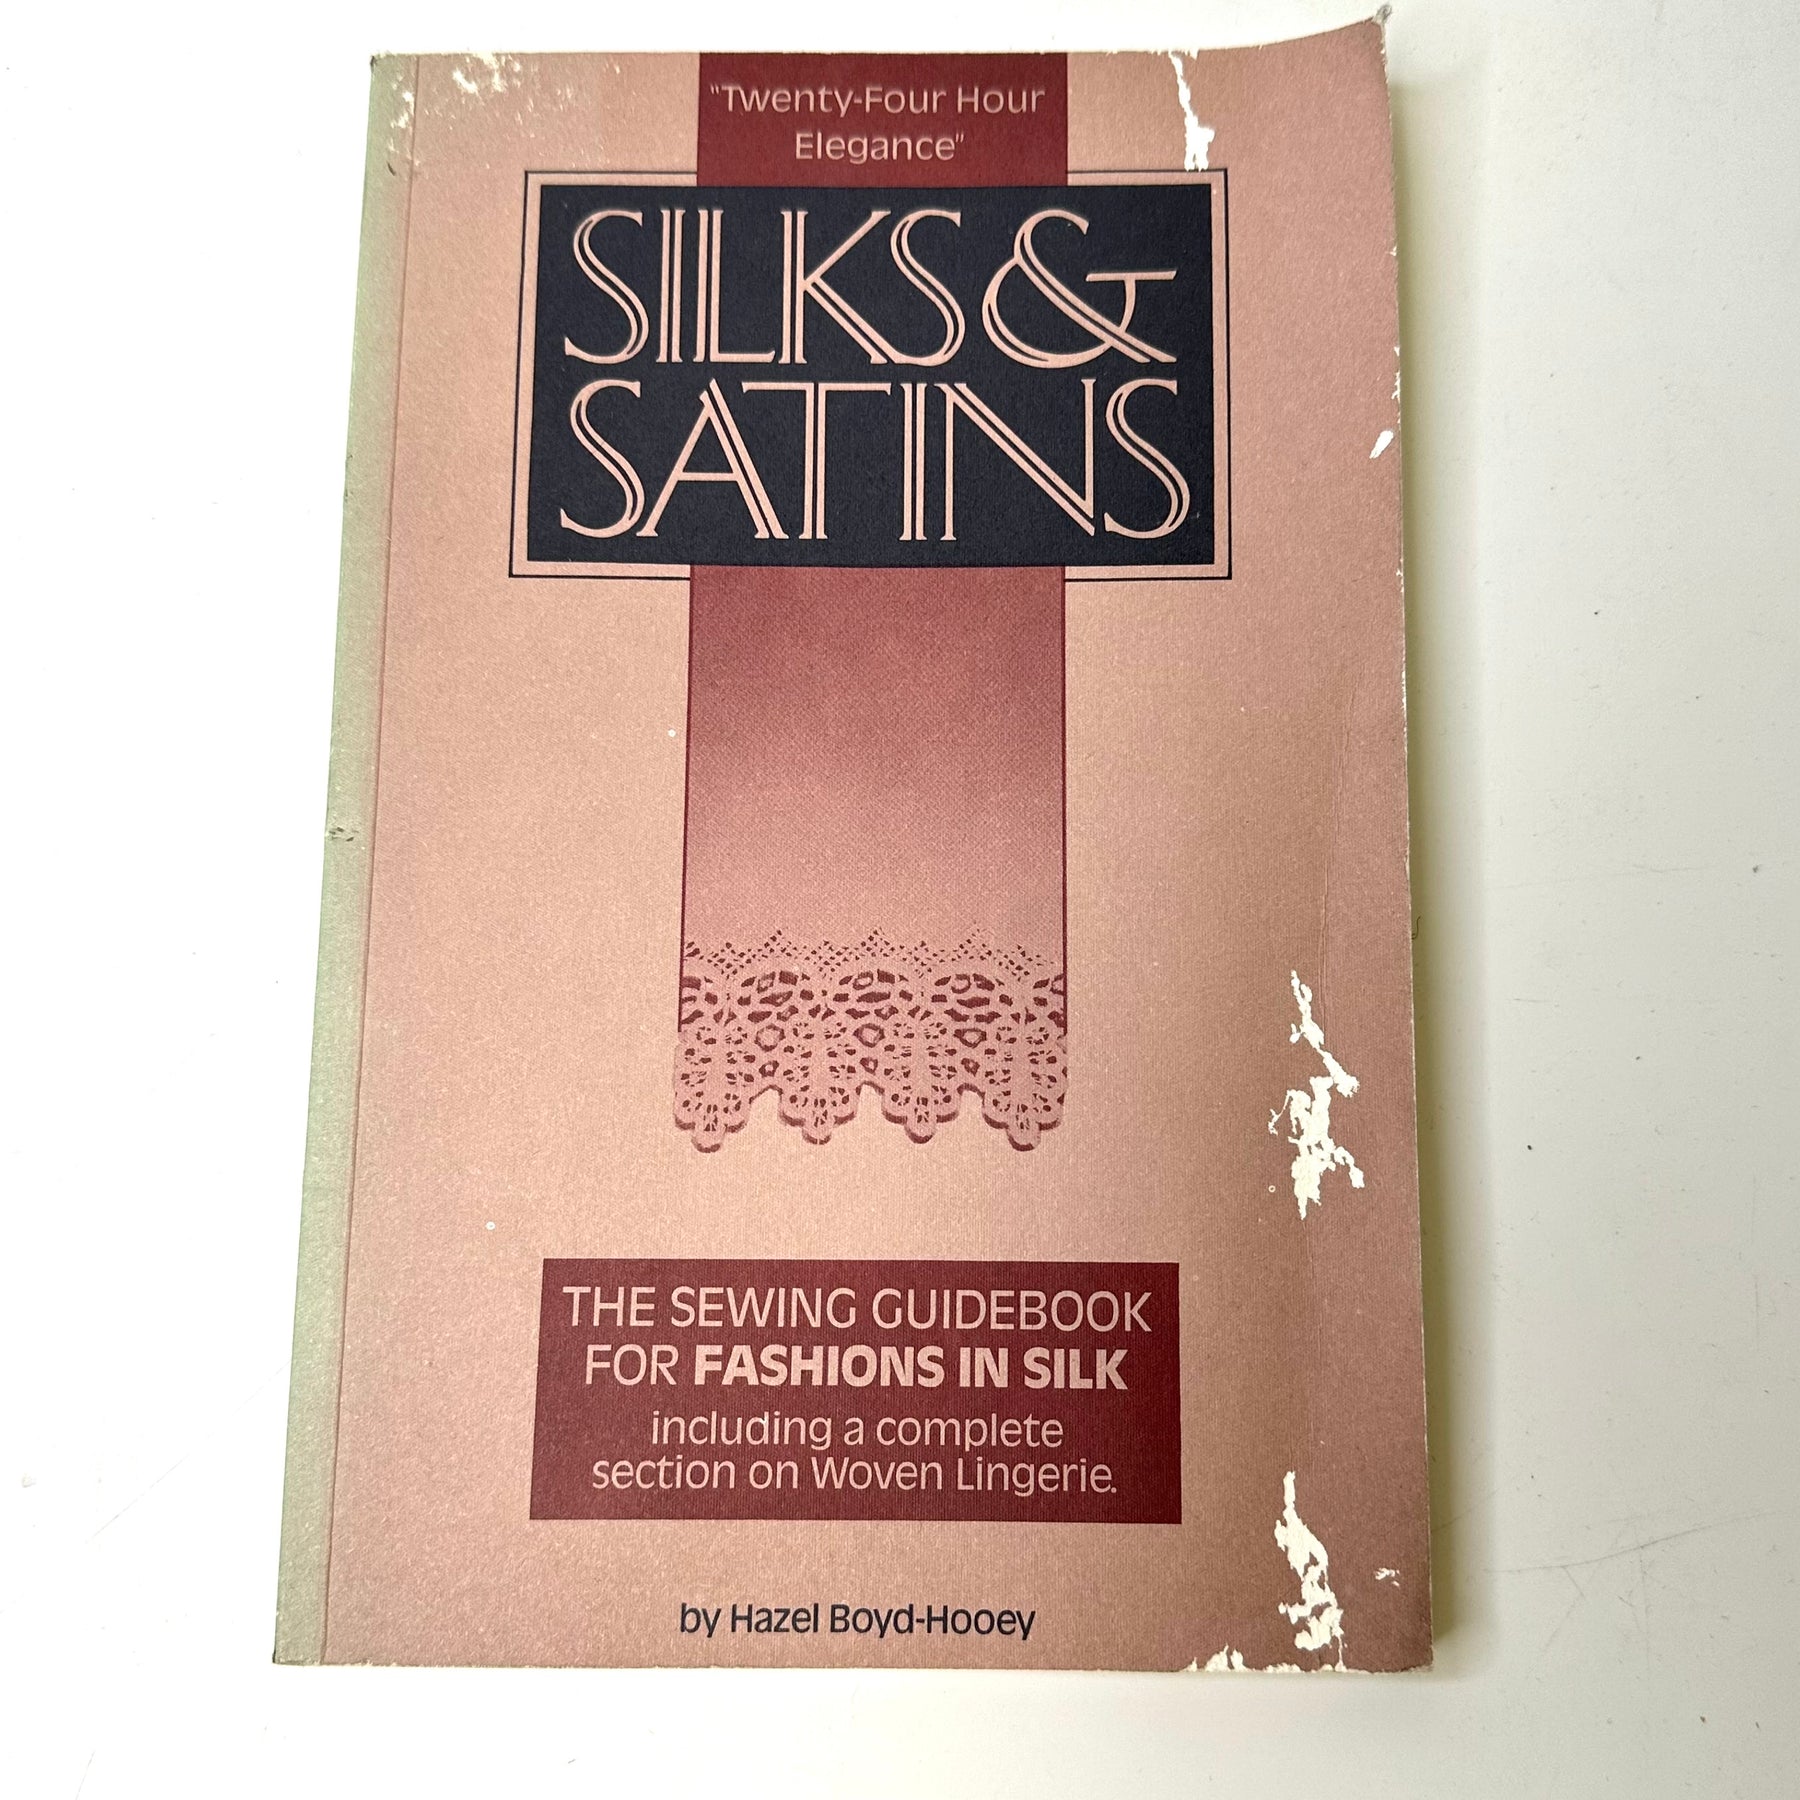 "Twenty-Four Hour
Elegance"
SILKS &
SATINS
THE SEWING GUIDEBOOK
FOR FASHIONS IN SILK
including a complete
section on Woven Lingerie.
by Hazel Boyd-Hooey